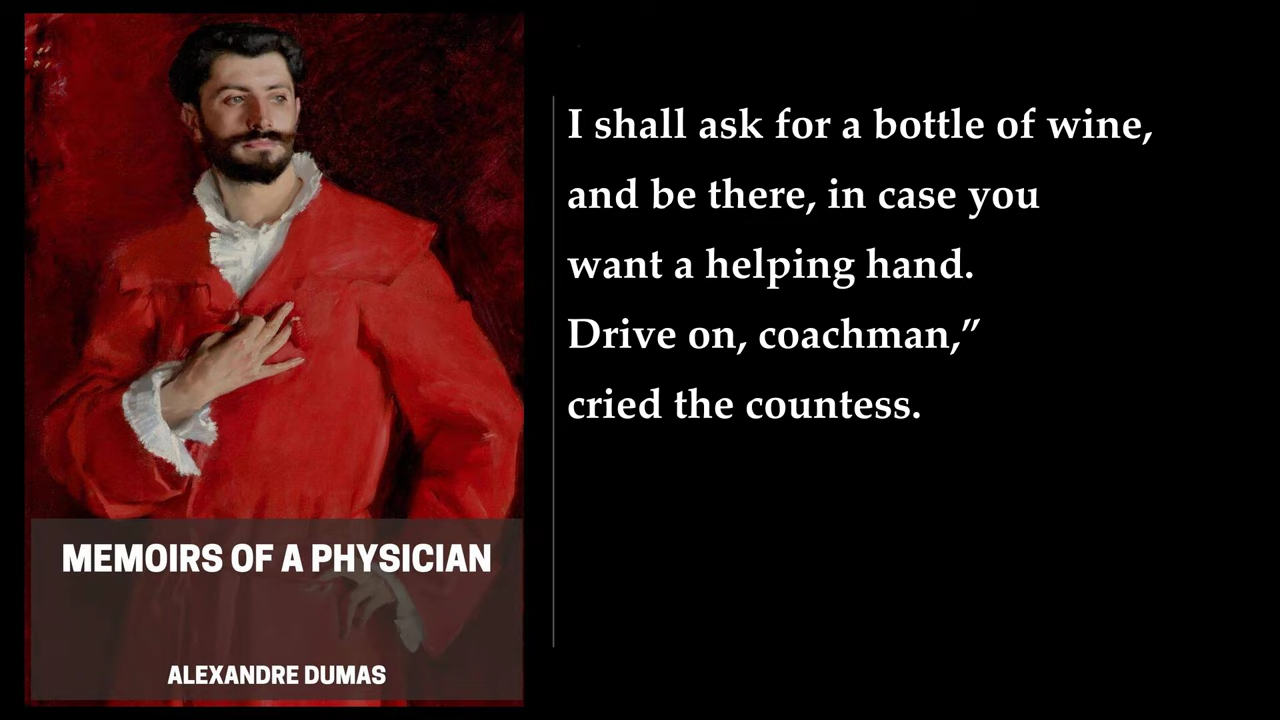 MEMOIRS OF A PHYSICIAN
ALEXANDRE DUMAS
I shall ask for a bottle of wine,
and be there, in case you
want a helping hand.
Drive on, coachman,”
cried the countess.